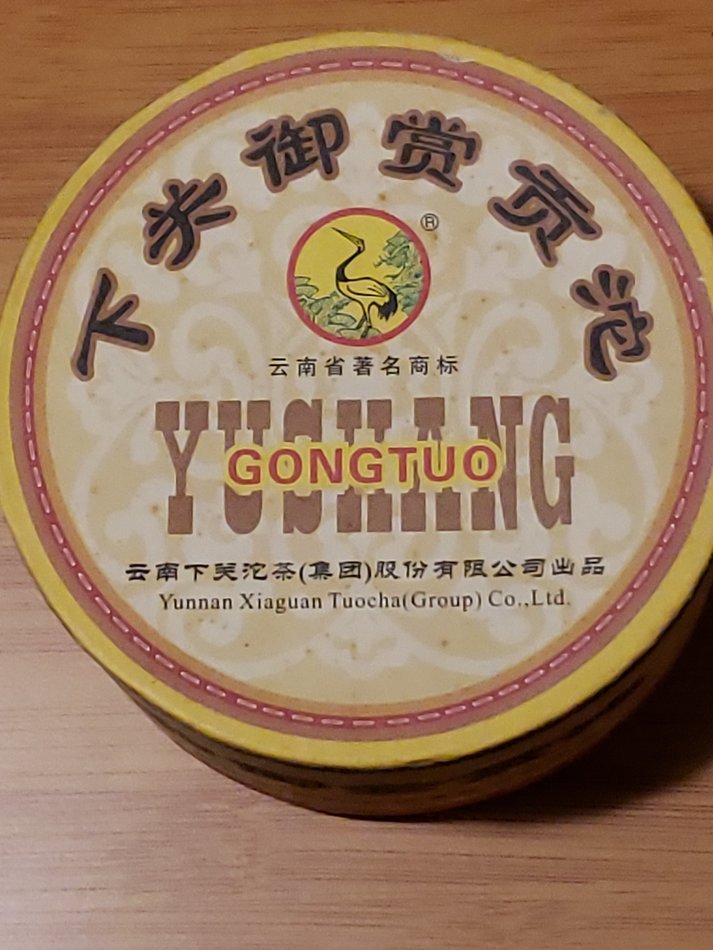 下关御赏贡沱
®
云南省著名商标
YUSHANG
GONGTUO
云南下关沱茶(集团)股份有限公司出品
Yunnan Xiaguan Tuocha(Group) Co.,Ltd.